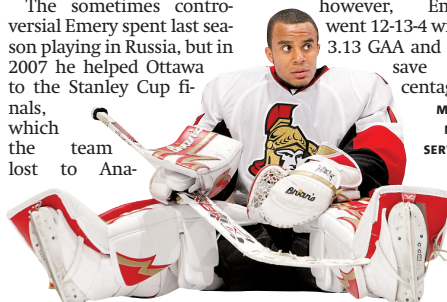 The sometimes contro-
versial Emery spent last sea-
son playing in Russia, but in
2007 he helped Ottawa
to the Stanley Cup fi-
nals,
which
the team
lost to Ana-
however,
went 12-13-4
3.13 GAA and
save
Brian's